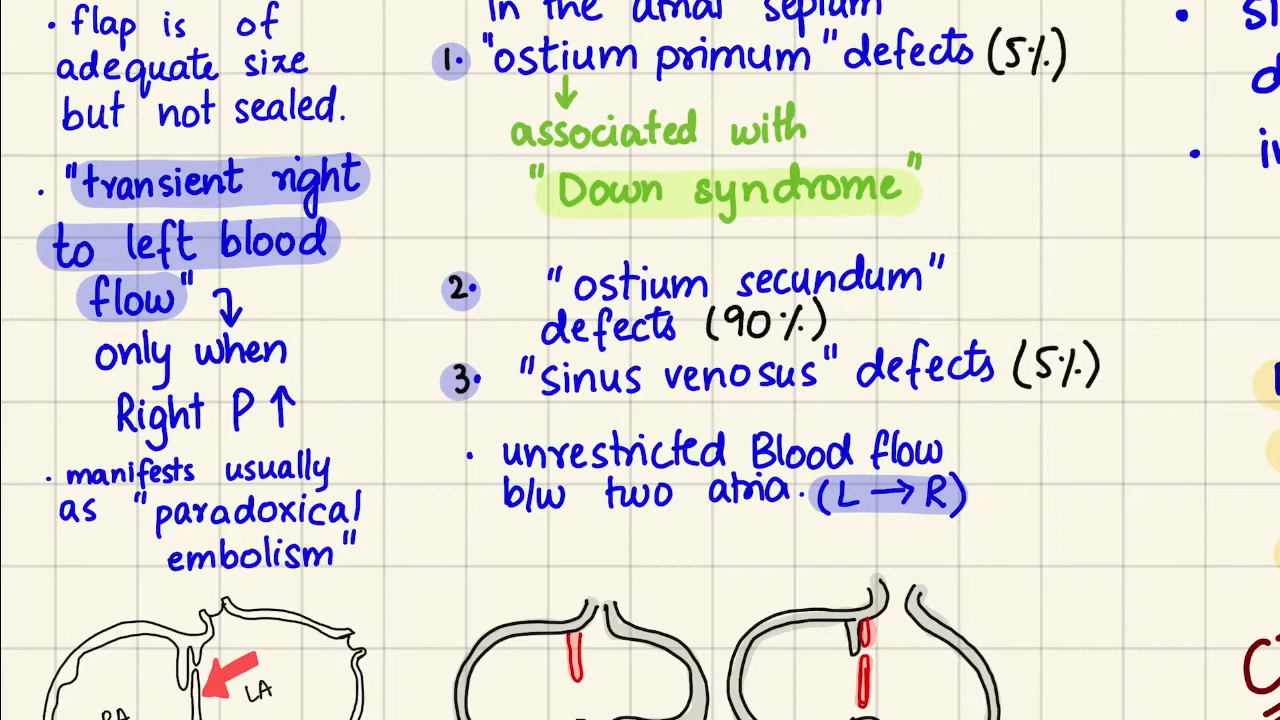 • flap is of
adequate size
but not sealed.
• "transient right
to left blood
flow"
only when
Right P ↑
• manifests usually
as "paradoxical
embolism"
LA
RA
in the atrial septum
1. "ostium primum" defects (5%)
↓
associated with
"Down syndrome"
2. "ostium secundum"
defects (90%)
3. "sinus venosus" defects (5%)
• unrestricted Blood flow
b/w two atria. (L → R)